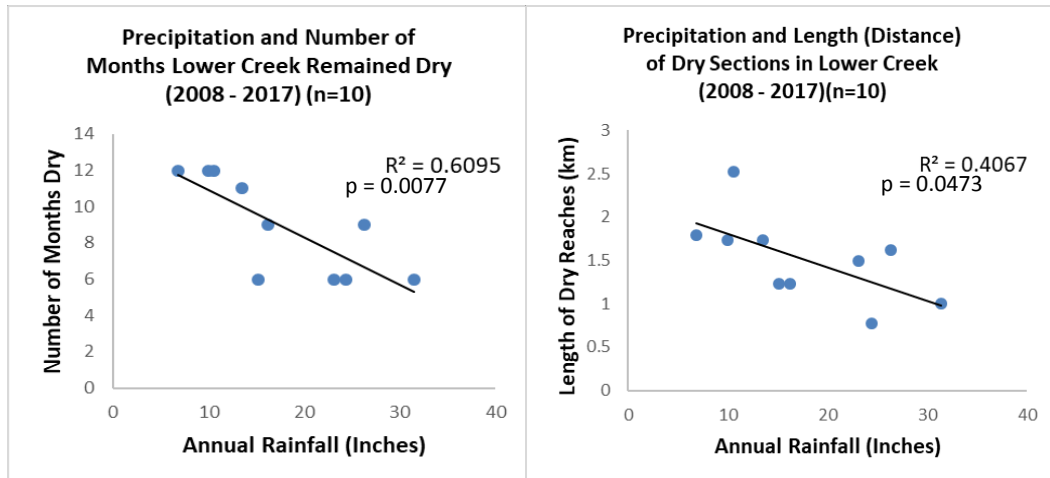 Precipitation and Number of
Months Lower Creek Remained Dry
(2008 - 2017) (n=10)
14
12
10
8
6
4
2
0
Number of Months Dry
R² = 0.6095
p = 0.0077
0 10 20 30 40
Annual Rainfall (Inches)
Precipitation and Length (Distance)
of Dry Sections in Lower Creek
(2008 - 2017)(n=10)
3
2.5
2
1.5
1
0.5
0
Length of Dry Reaches (km)
R² = 0.4067
p = 0.0473
0 10 20 30 40
Annual Rainfall (Inches)